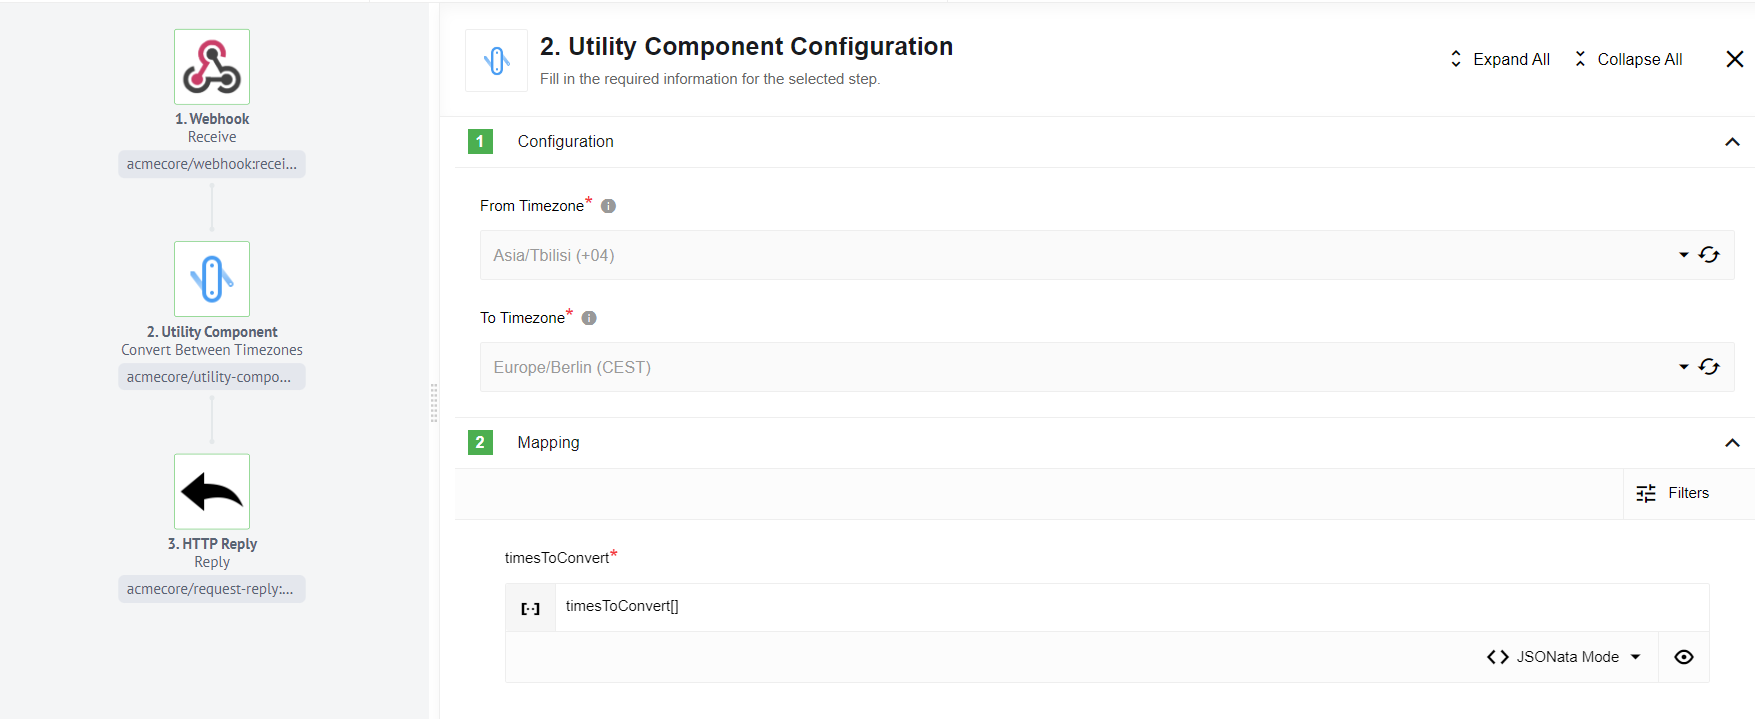 1. Webhook
Receive
acmecore/webhook:recei...
2. Utility Component
Convert Between Timezones
acmecore/utility-compo...
3. HTTP Reply
Reply
acmecore/request-reply:...
2. Utility Component Configuration
Fill in the required information for the selected step.
Expand All
Collapse All
1 Configuration
From Timezone*
Asia/Tbilisi (+04)
To Timezone*
Europe/Berlin (CEST)
2 Mapping
Filters
timesToConvert*
timesToConvert[]
JSONata Mode